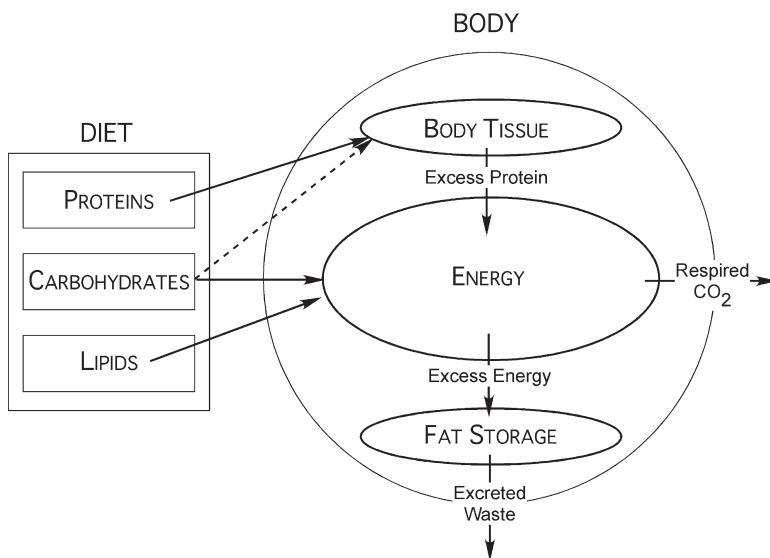 BODY
DIET
BODY TISSUE
PROTEINS
Excess Protein
CARBOHYDRATES
ENERGY
Respired
CO2
LIPIDS
Excess Energy
FAT STORAGE
Excreted
Waste